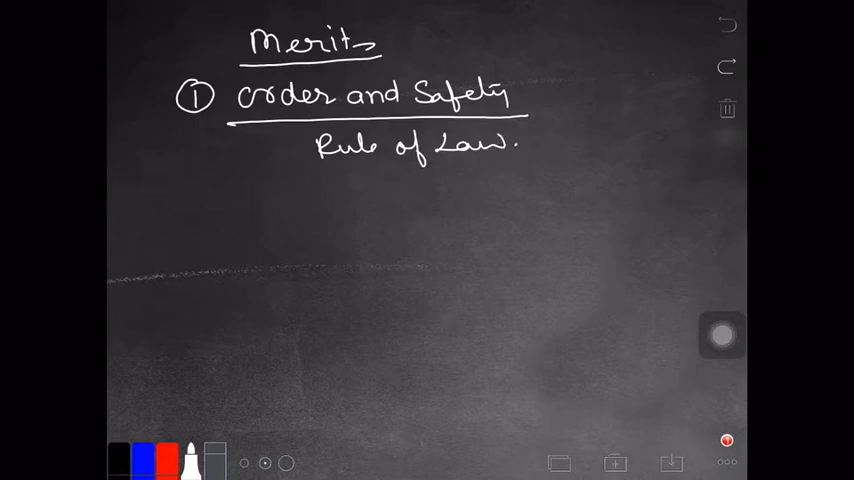 Merits
① Order and Safety
Rule of Law.